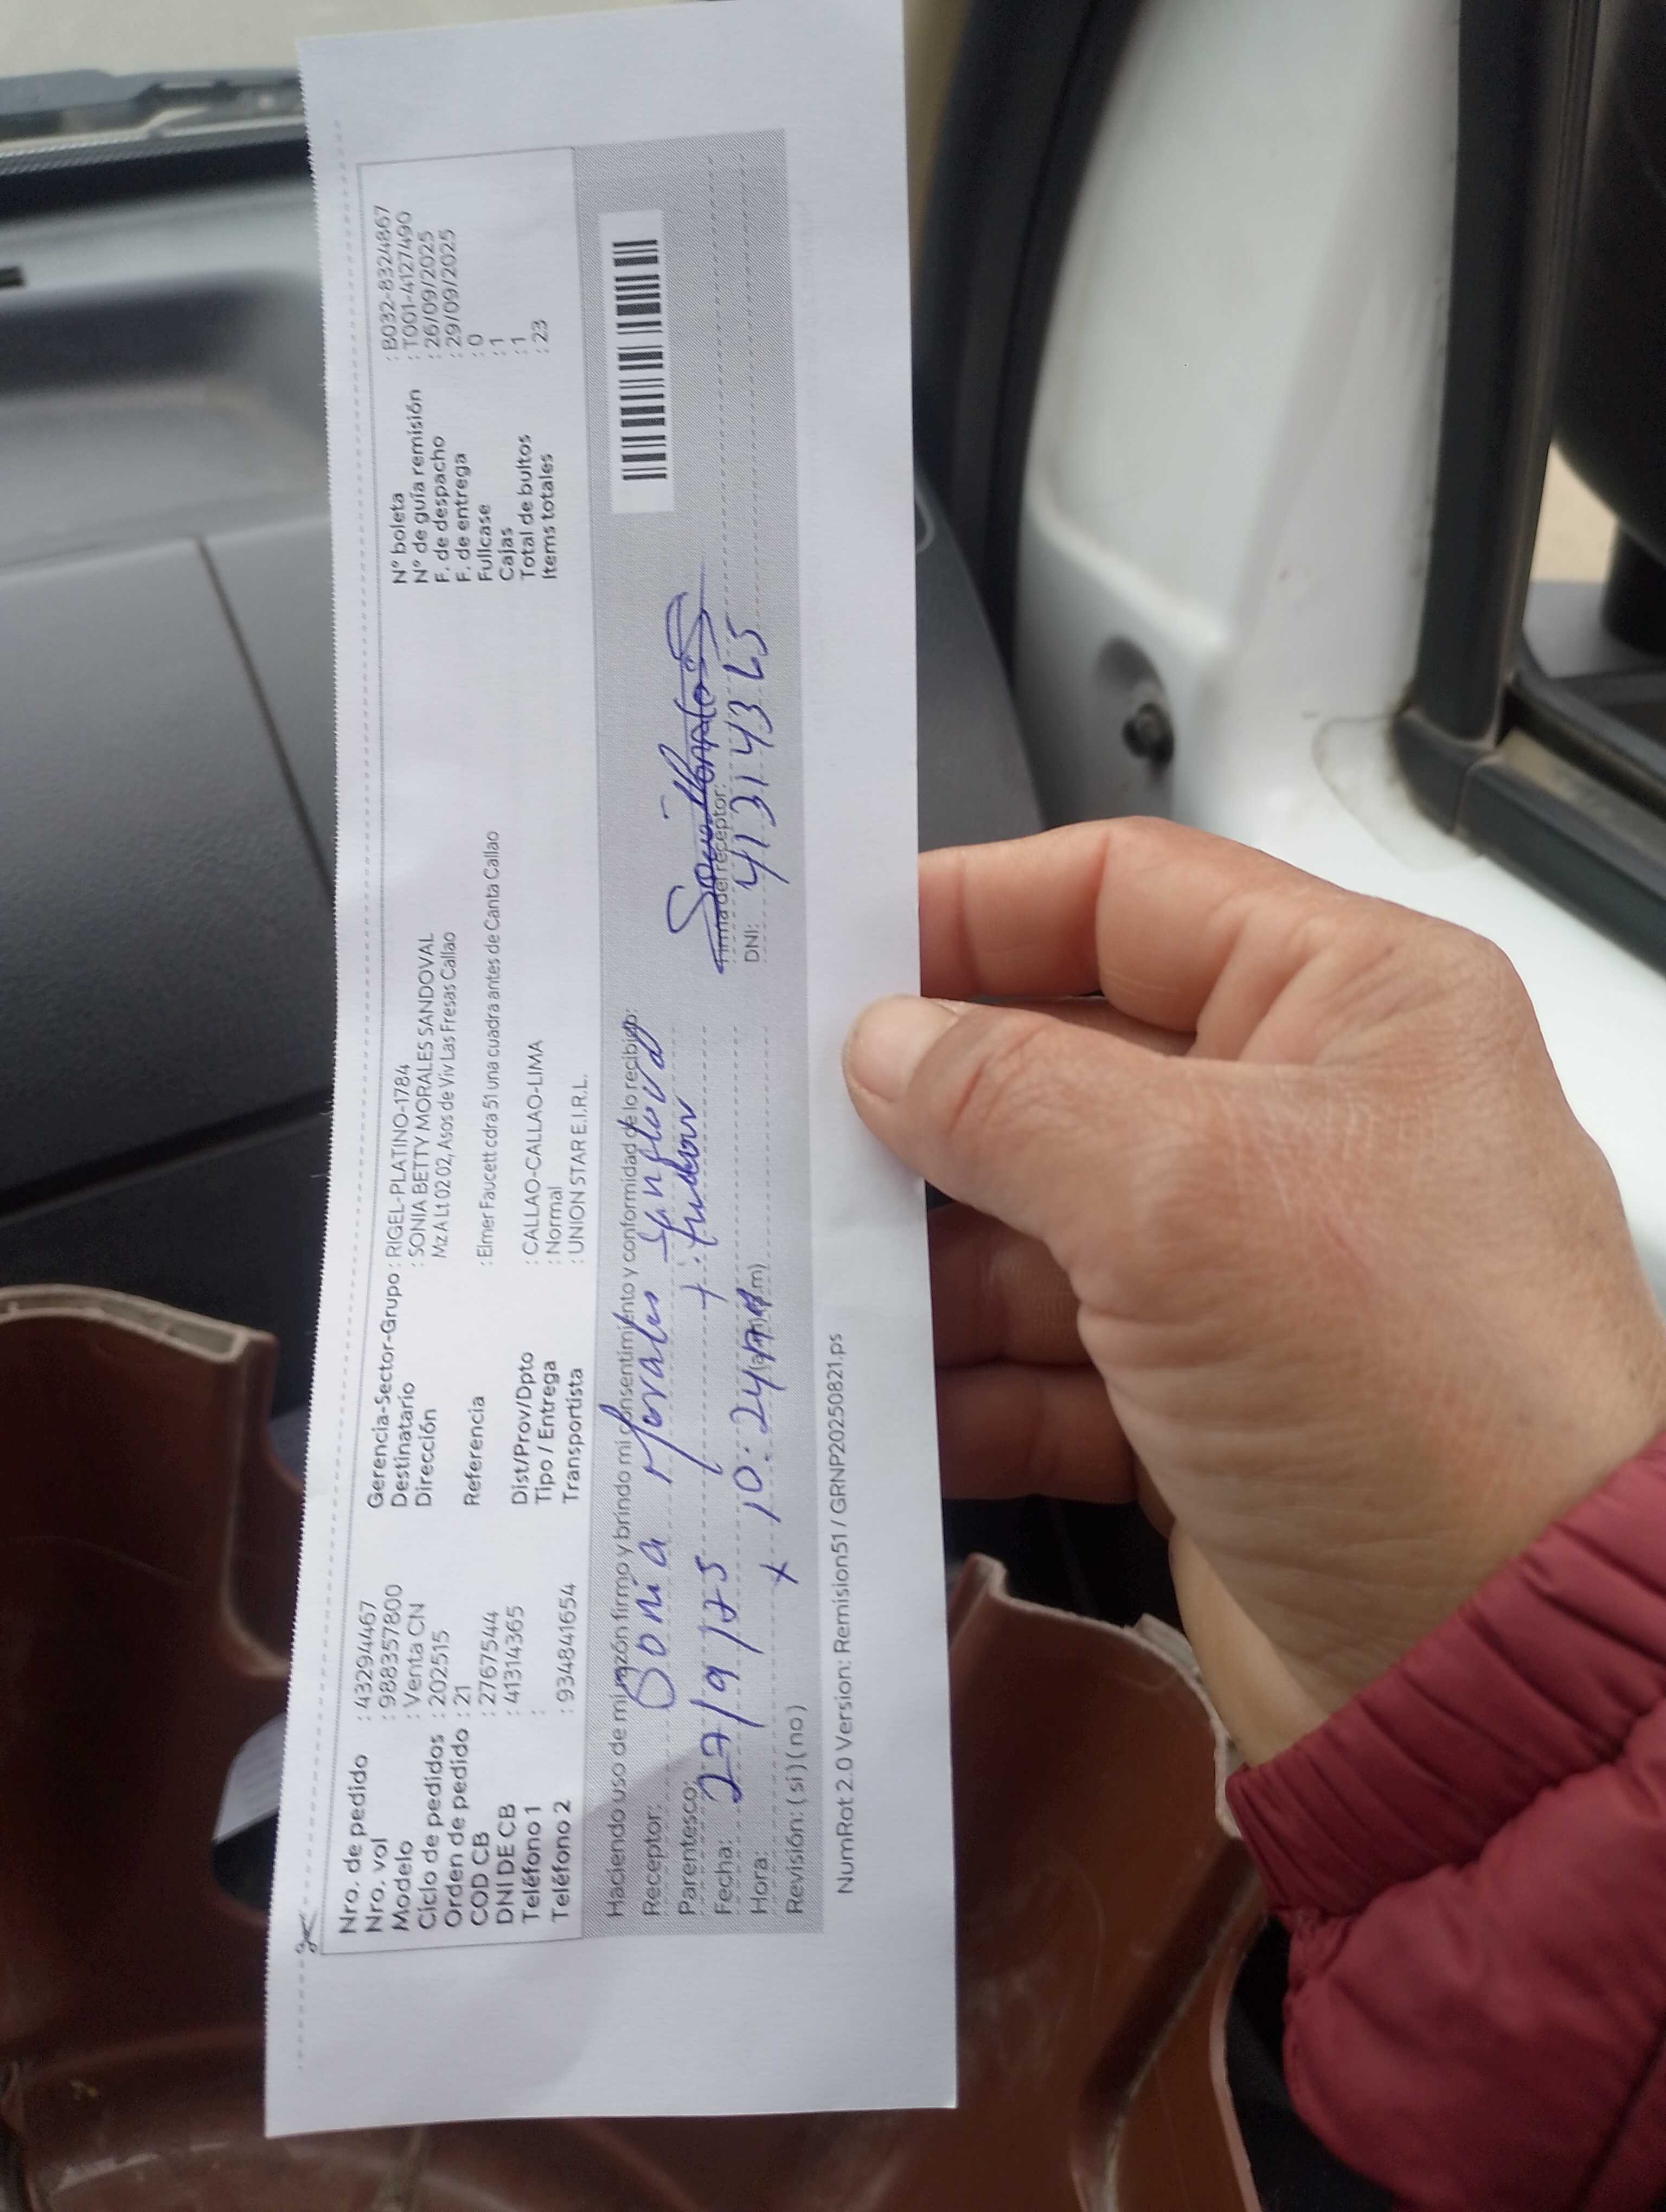 Nro. de pedido : 43294467
Nro. vol : 988357800
Modelo : Venta CN
Ciclo de pedidos : 202515
Orden de pedido : 21
COD CB : 27675544
DNI DE CB : 41314365
Teléfono 1 :
Teléfono 2 : 934841654
Gerencia-Sector-Grupo : RIGEL-PLATINO-1784
Destinatario : SONIA BETTY MORALES SANDOVAL
Dirección Mz A Lt 02 02, Asos de Viv Las Fresas Callao
Referencia : Elmer Faucett cdra 51 una cuadra antes de Canta Callao
Dist/Prov/Dpto : CALLAO-CALLAO-LIMA
Tipo / Entrega : Normal
Transportista : UNION STAR E.I.R.L.
N° boleta : B032-8324867
N° de guía remisión : T001-4127490
F. de despacho : 26/09/2025
F. de entrega : 29/09/2025
Fullcase : 0
Cajas : 1
Total de bultos : 1
Items totales : 23
Haciendo uso de mi razón firmo y brindo mi consentimiento y conformidad de lo recibido:
Receptor: Sonia Morales Sandoval
Parentesco:
Fecha: 27/9/25
Hora: 10:24 (am)(pm)
Revisión: (si) (no)
Firma del receptor:
DNI: 41314365
NumRot 2.0 Version: Remision51 / GRNP20250821.ps